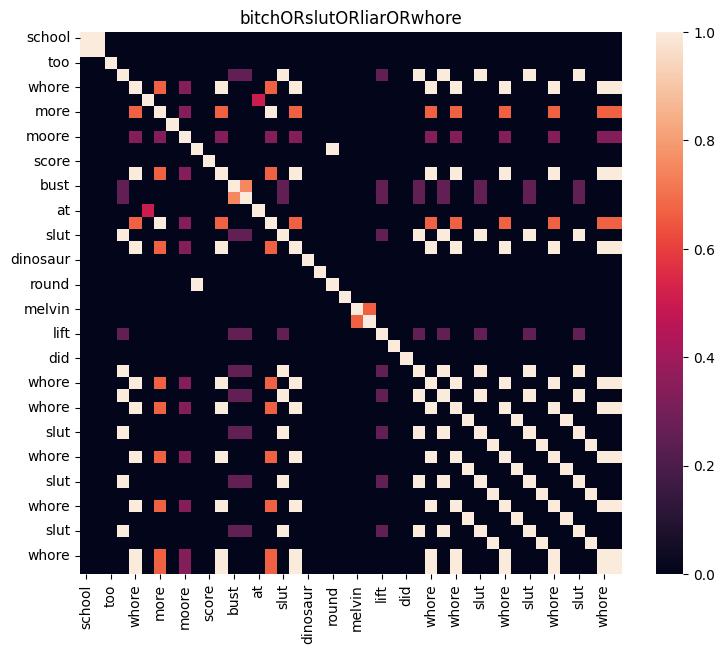 bitchORslutORliarORwhore
school
too
whore
more
moore
score
bust
at
slut
dinosaur
round
melvin
lift
did
whore
whore
slut
whore
slut
whore
slut
whore
1.0
0.8
0.6
0.4
0.2
0.0
school
too
whore
more
moore
score
bust
at
slut
dinosaur
round
melvin
lift
did
whore
whore
slut
whore
slut
whore
slut
whore